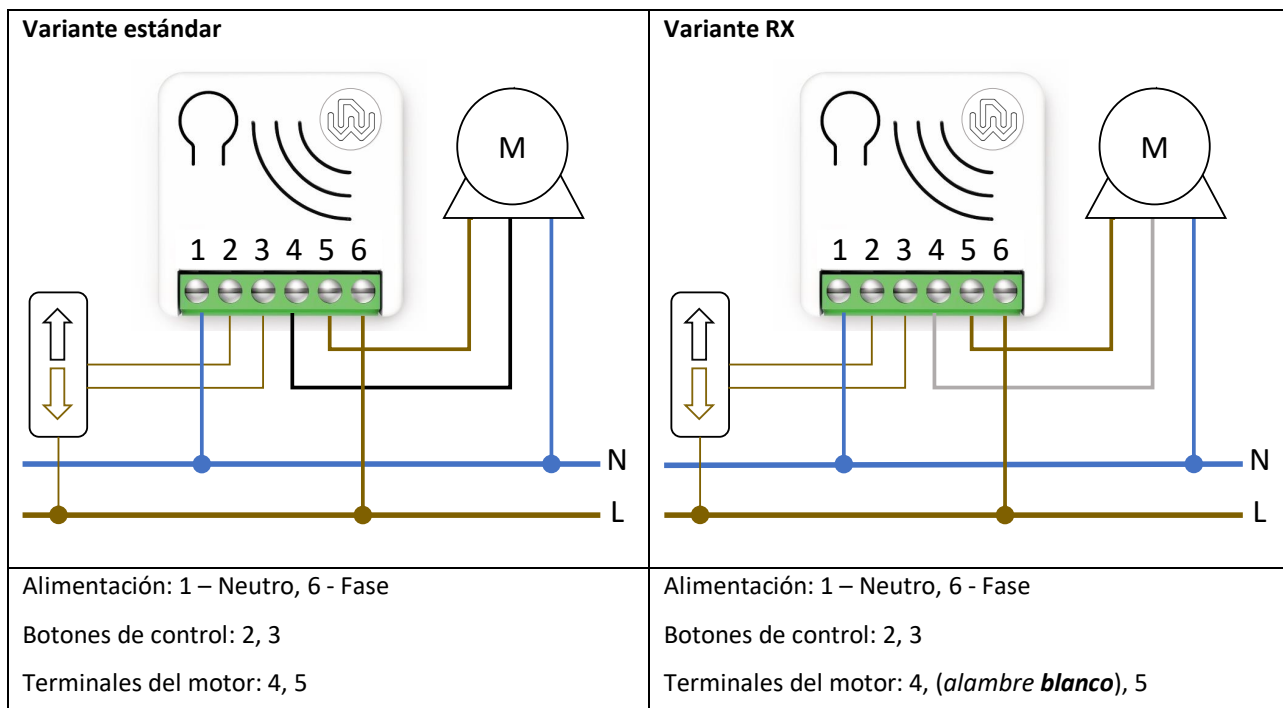 Variante estándar
M
1 2 3 4 5 6
N
L
Alimentación: 1 – Neutro, 6 - Fase
Botones de control: 2, 3
Terminales del motor: 4, 5
Variante RX
M
1 2 3 4 5 6
N
L
Alimentación: 1 – Neutro, 6 - Fase
Botones de control: 2, 3
Terminales del motor: 4, (alambre blanco), 5